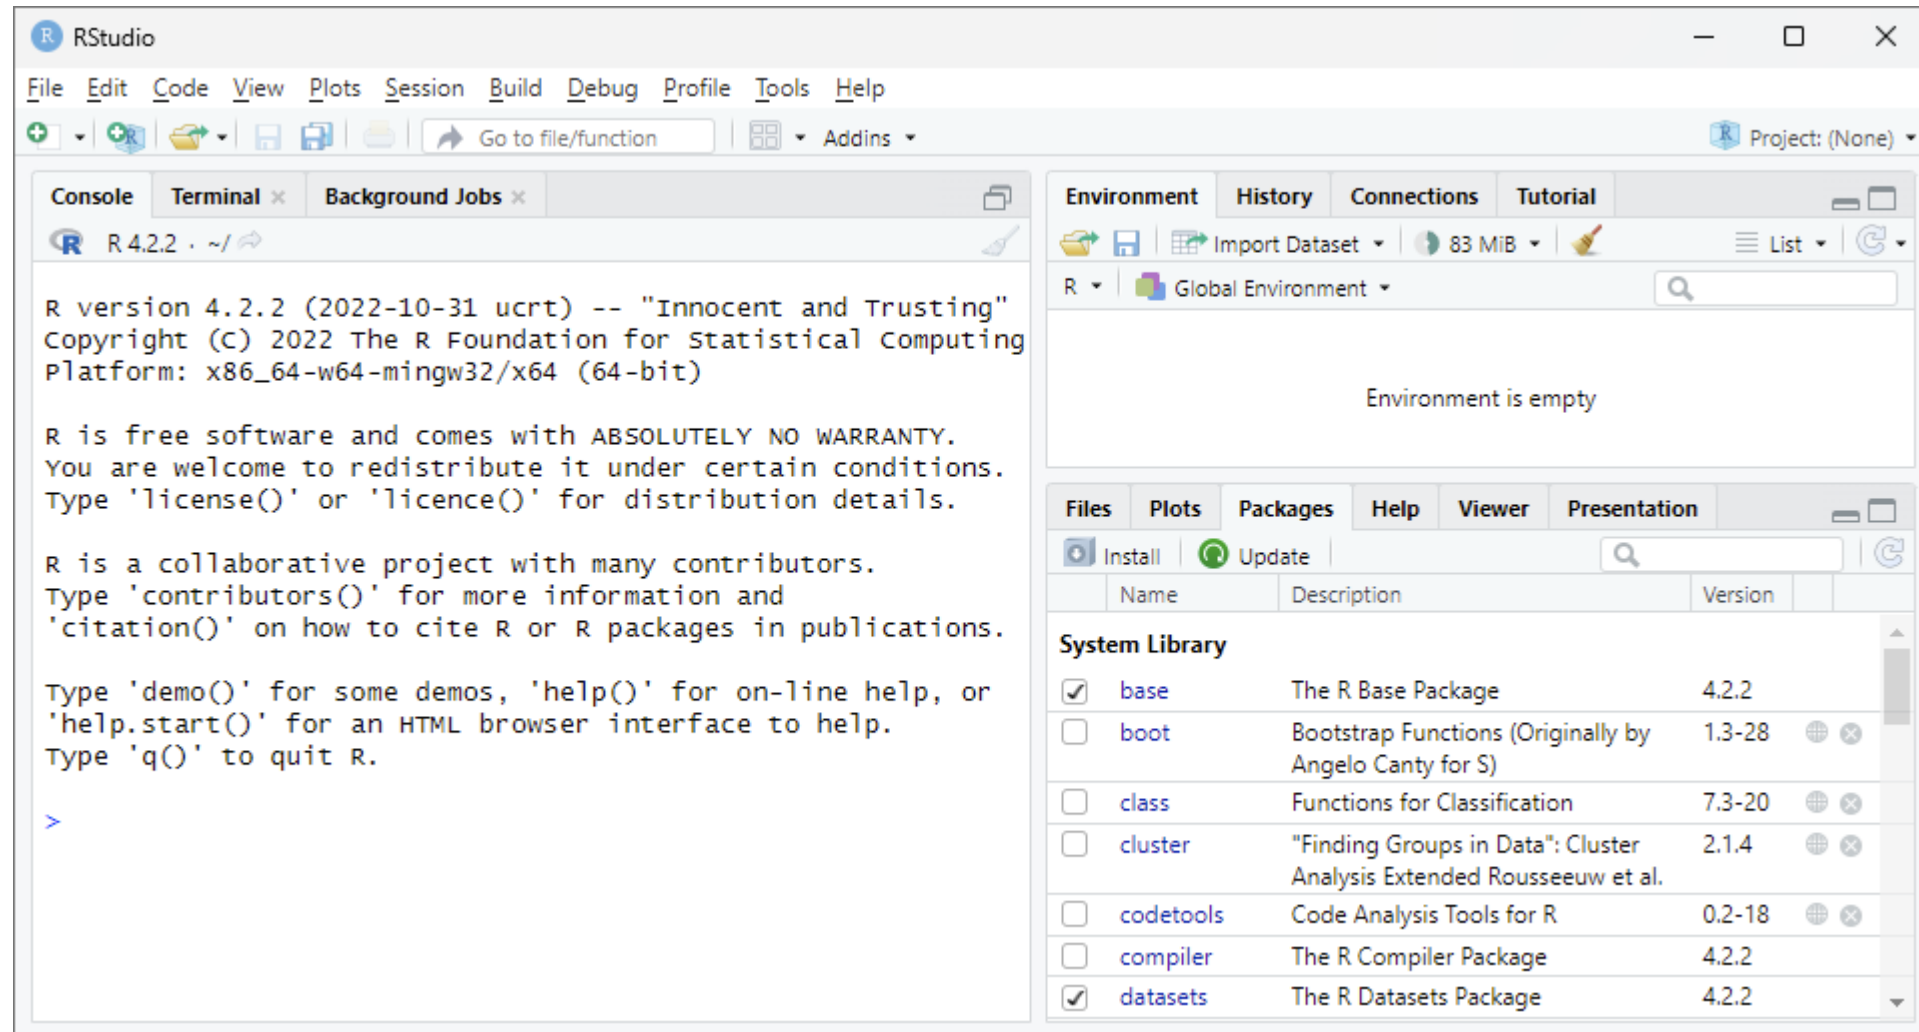 RStudio
File Edit Code View Plots Session Build Debug Profile Tools Help
Go to file/function Addins Project: (None)
Console Terminal Background Jobs
R 4.2.2 · ~/
R version 4.2.2 (2022-10-31 ucrt) -- "Innocent and Trusting"
Copyright (C) 2022 The R Foundation for Statistical Computing
Platform: x86_64-w64-mingw32/x64 (64-bit)
R is free software and comes with ABSOLUTELY NO WARRANTY.
You are welcome to redistribute it under certain conditions.
Type 'license()' or 'licence()' for distribution details.
R is a collaborative project with many contributors.
Type 'contributors()' for more information and
'citation()' on how to cite R or R packages in publications.
Type 'demo()' for some demos, 'help()' for on-line help, or
'help.start()' for an HTML browser interface to help.
Type 'q()' to quit R.
>
Environment History Connections Tutorial
Import Dataset 83 MiB List
R Global Environment
Environment is empty
Files Plots Packages Help Viewer Presentation
Install Update
Name Description Version
System Library
base The R Base Package 4.2.2
boot Bootstrap Functions (Originally by 1.3-28
Angelo Canty for S)
class Functions for Classification 7.3-20
cluster "Finding Groups in Data": Cluster 2.1.4
Analysis Extended Rousseeuw et al.
codetools Code Analysis Tools for R 0.2-18
compiler The R Compiler Package 4.2.2
datasets The R Datasets Package 4.2.2